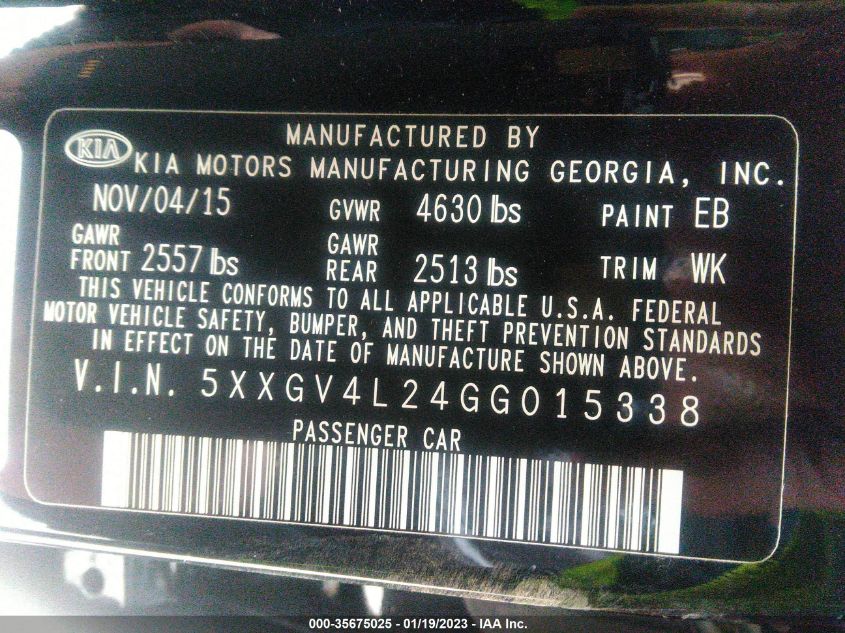 MANUFACTURED BY
KIA KIA MOTORS MANUFACTURING GEORGIA, INC.
NOV/04/15 GVWR 4630 lbs PAINT EB
GAWR FRONT 2557 lbs GAWR REAR 2513 lbs TRIM WK
THIS VEHICLE CONFORMS TO ALL APPLICABLE U.S.A. FEDERAL
MOTOR VEHICLE SAFETY, BUMPER, AND THEFT PREVENTION STANDARDS
IN EFFECT ON THE DATE OF MANUFACTURE SHOWN ABOVE.
V.I.N. 5XXGV4L24GG015338
PASSENGER CAR
000-35675025 - 01/19/2023 - IAA Inc.